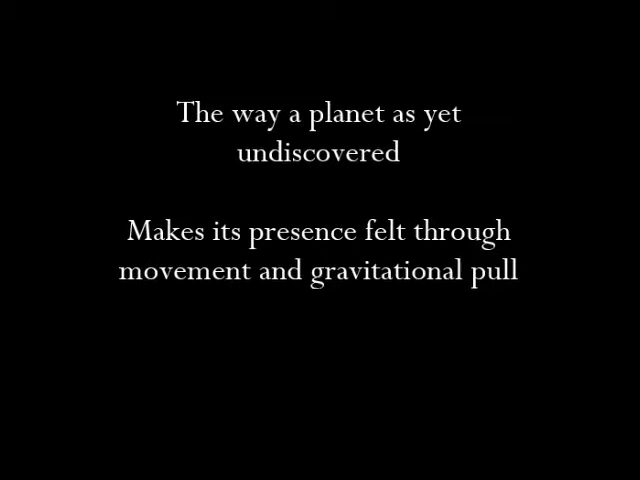 The way a planet as yet
undiscovered
Makes its presence felt through
movement and gravitational pull